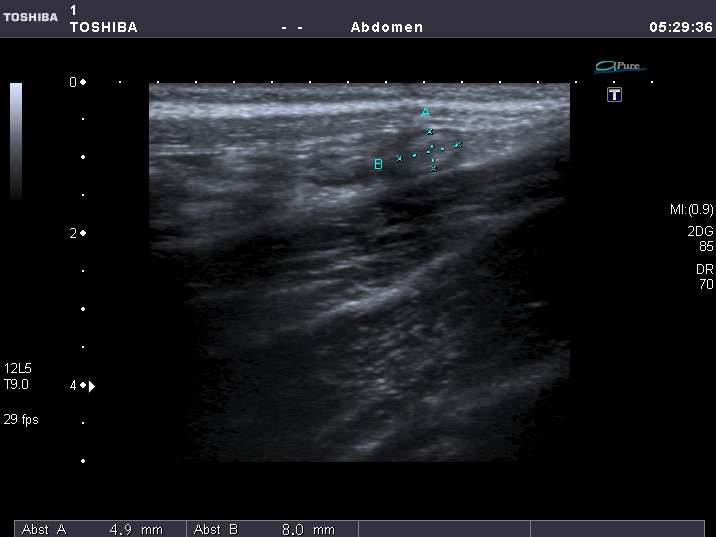 TOSHIBA
1
TOSHIBA - - Abdomen 05:29:36
aPure
T
0
A
B
MI:(0.9)
2
2DG
85
DR
70
12L5
T9.0
4
29 fps
Abst A 4.9 mm Abst B 8.0 mm